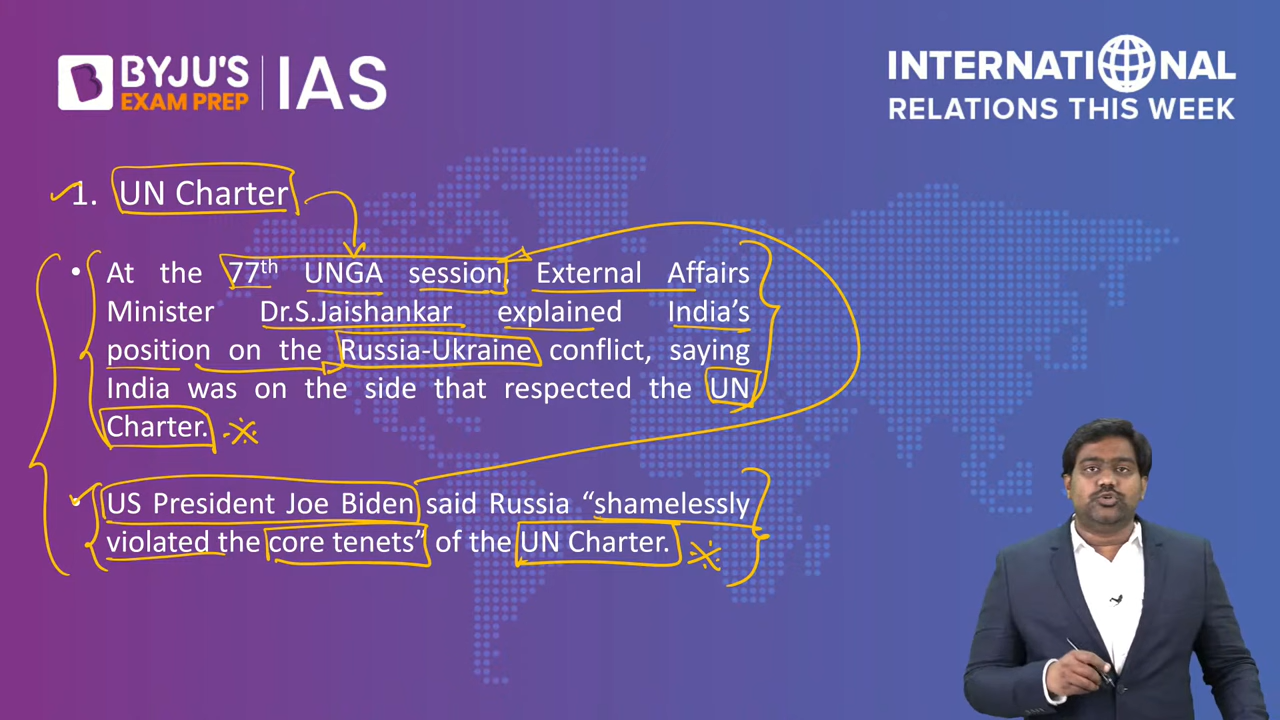 BYJU'S
EXAM PREP
IAS
INTERNATIONAL
RELATIONS THIS WEEK
1. UN Charter
• At the 77th UNGA session, External Affairs
Minister Dr.S.Jaishankar explained India's
position on the Russia-Ukraine conflict, saying
India was on the side that respected the UN
Charter.
US President Joe Biden said Russia “shamelessly
violated the core tenets” of the UN Charter.